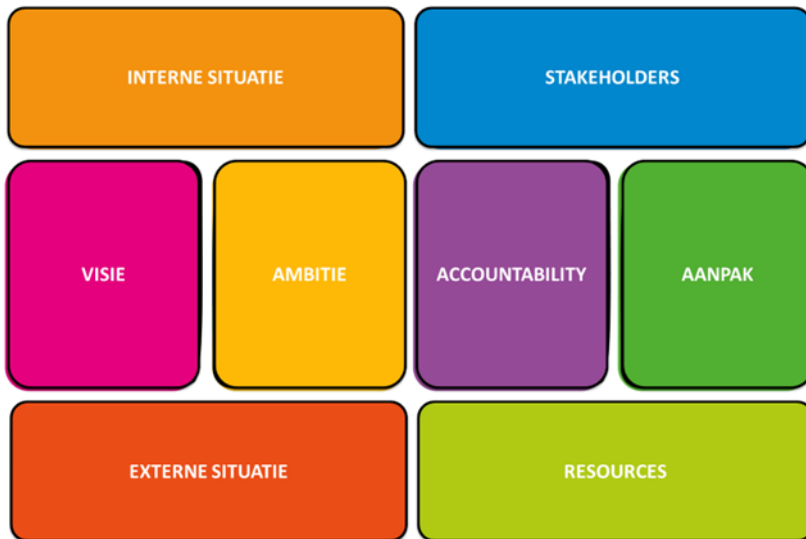 INTERNE SITUATIE
STAKEHOLDERS
VISIE
AMBITIE
ACCOUNTABILITY
AANPAK
EXTERNE SITUATIE
RESOURCES